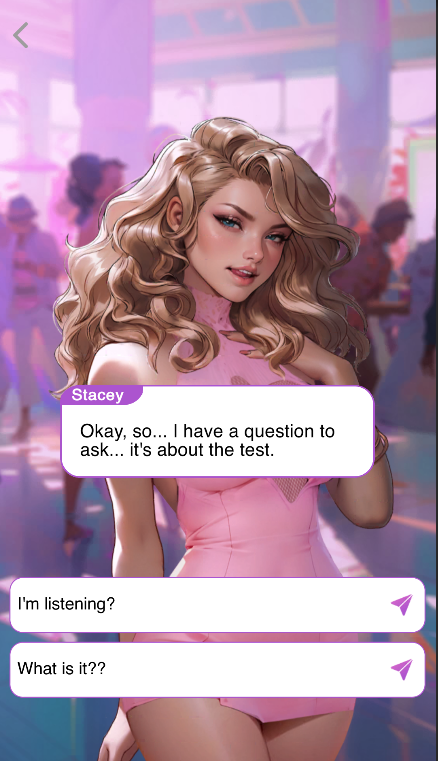 Stacey
Okay, so... I have a question to
ask... it's about the test.
I'm listening?
What is it??